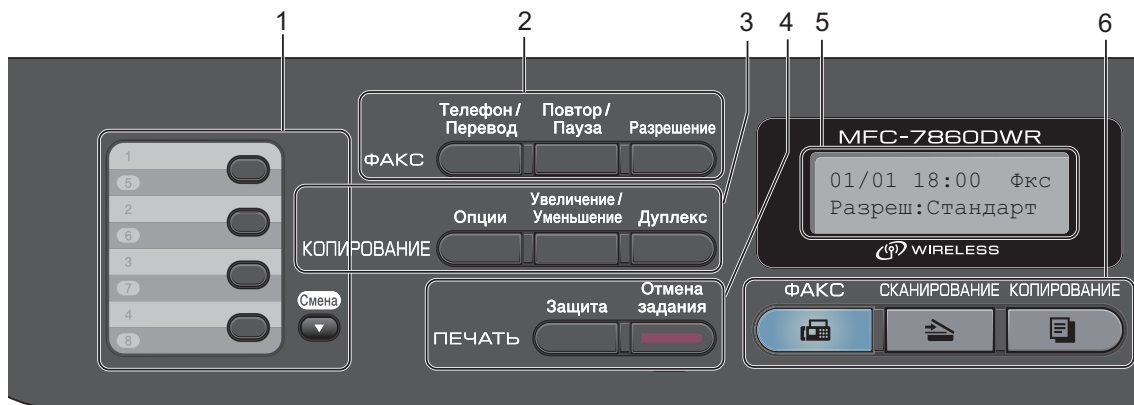 1 2 3 4 5 6
1
5
2
6
3
7
4
8
Смена
ФАКС
Телефон /
Перевод
Повтор /
Пауза
Разрешение
КОПИРОВАНИЕ
Опции
Увеличение /
Уменьшение
Дуплекс
ПЕЧАТЬ
Защита
Отмена
задания
MFC-7860DWR
01/01 18:00 Фкс
Разреш:Стандарт
WIRELESS
ФАКС
СКАНИРОВАНИЕ
КОПИРОВАНИЕ